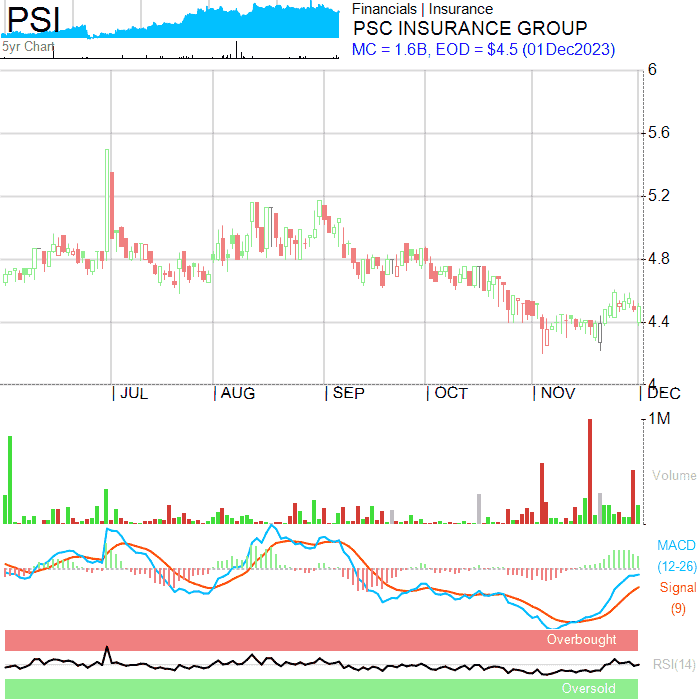 PSI
5yr Chart
Financials | Insurance
PSC INSURANCE GROUP
MC = 1.6B, EOD = $4.5 (01Dec2023)
6
5.6
5.2
4.8
4.4
4
JUL
AUG
SEP
OCT
NOV
DEC
1M
Volume
MACD
(12-26)
Signal
(9)
Overbought
RSI(14)
Oversold